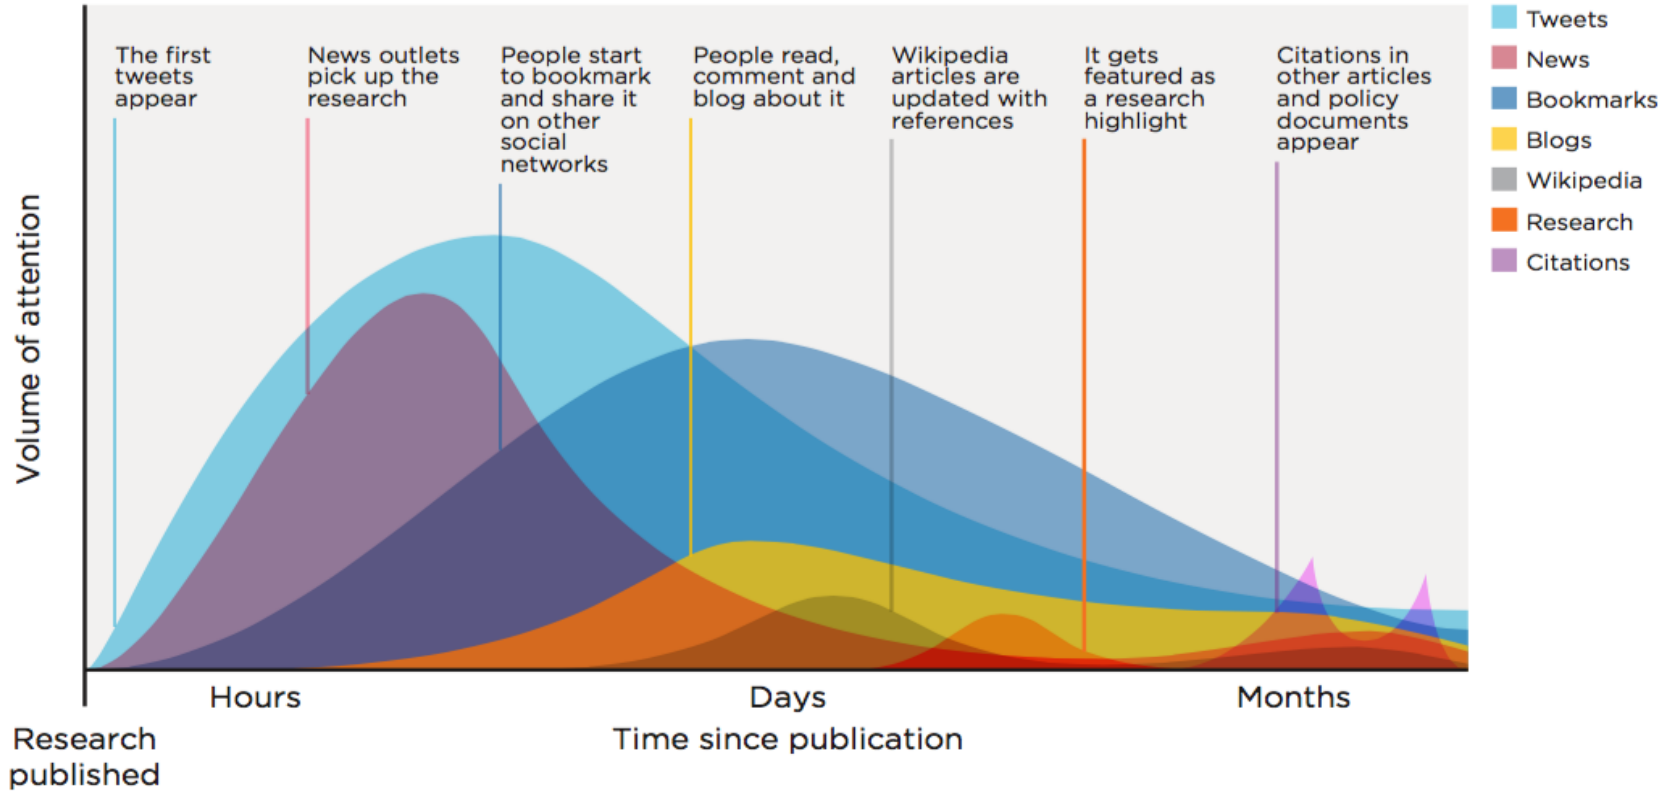 The first
tweets
appear
News outlets
pick up the
research
People start
to bookmark
and share it
on other
social
networks
People read,
comment and
blog about it
Wikipedia
articles are
updated with
references
It gets
featured as
a research
highlight
Citations in
other articles
and policy
documents
appear
Tweets
News
Bookmarks
Blogs
Wikipedia
Research
Citations
Volume of attention
Hours
Days
Months
Research
published
Time since publication